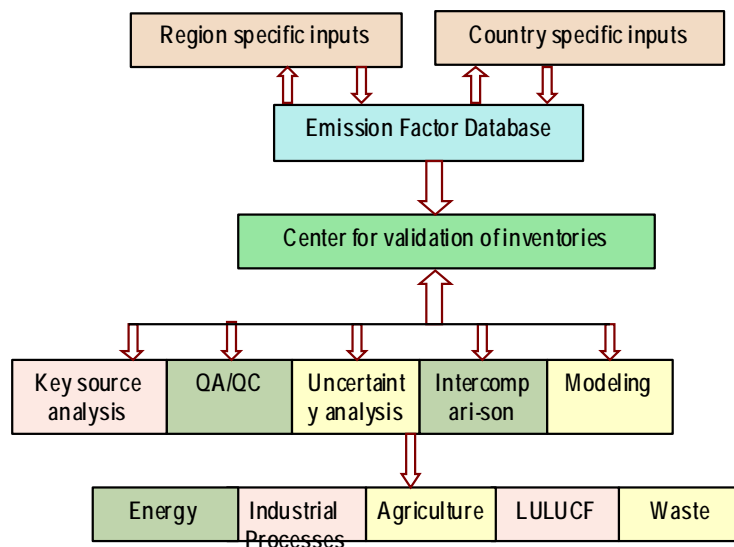 Region specific inputs
Country specific inputs
Emission Factor Database
Center for validation of inventories
Key source
analysis
QA/QC
Uncertaint
y analysis
Intercomp
ari-son
Modeling
Energy
Industrial
Processes
Agriculture
LULUCF
Waste